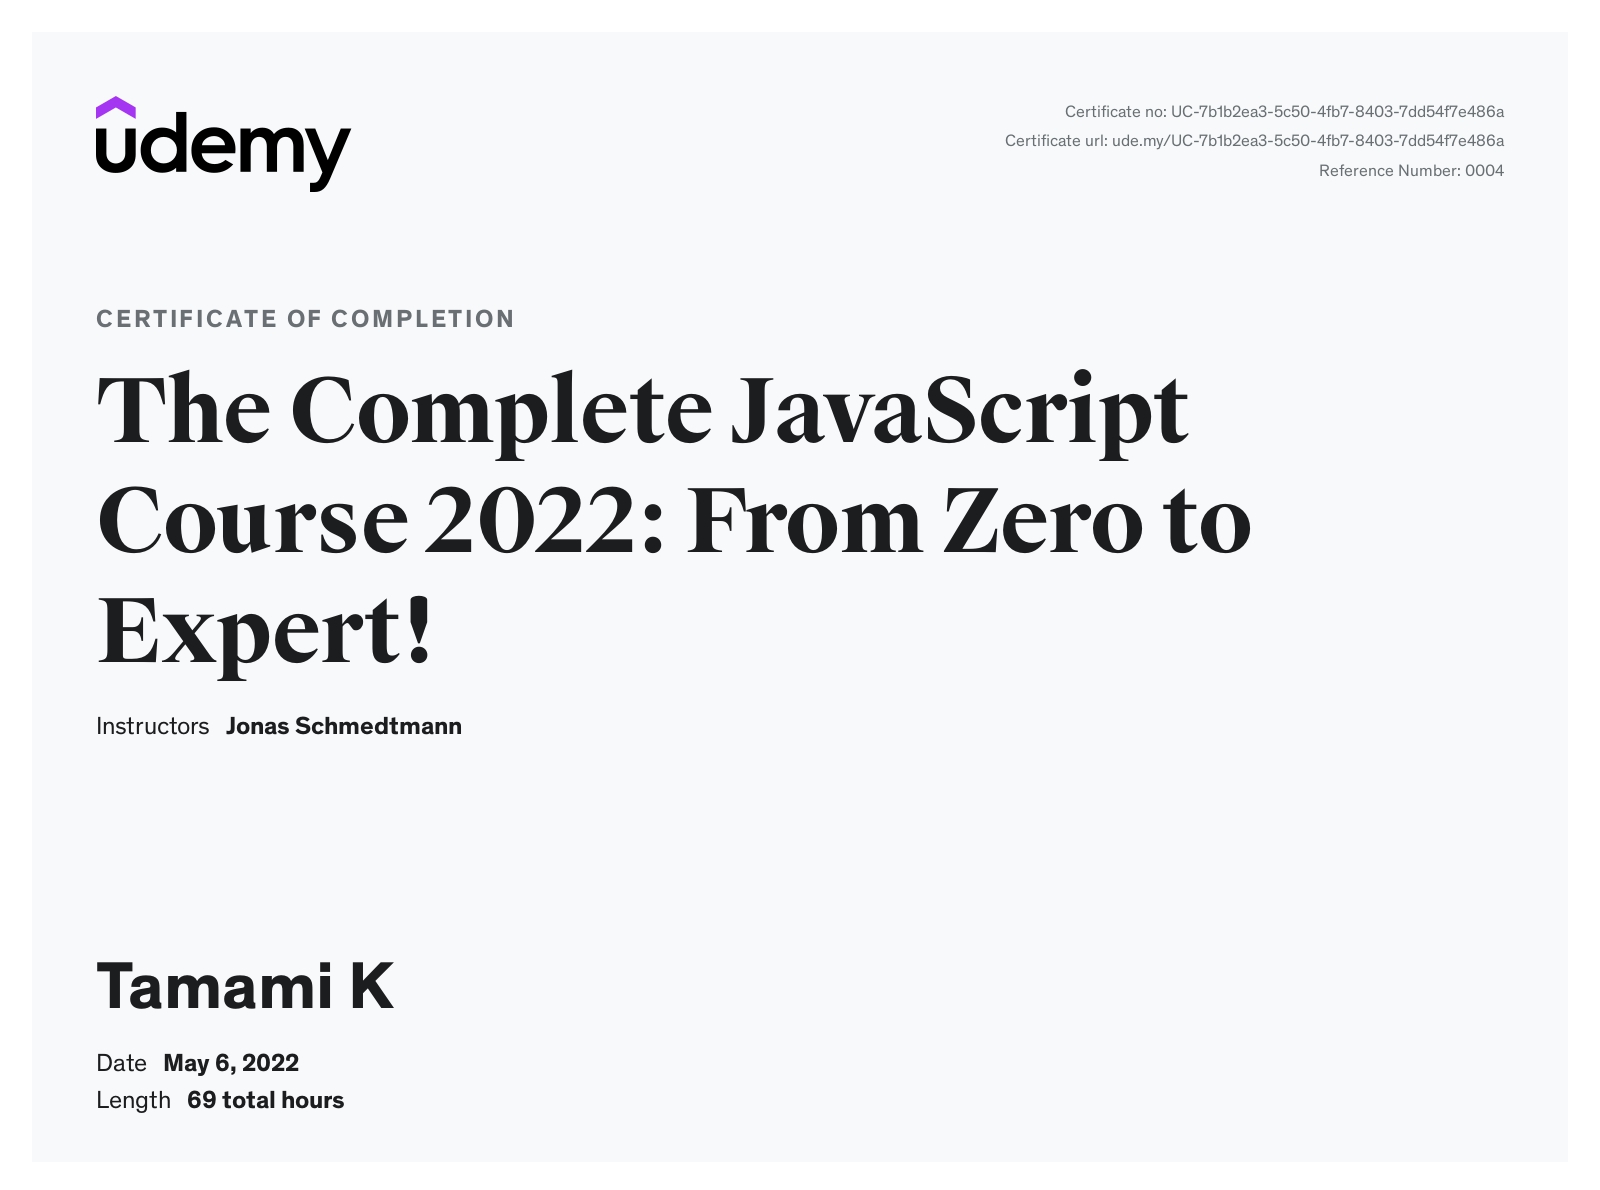 udemy
Certificate no: UC-7b1b2ea3-5c50-4fb7-8403-7dd54f7e486a
Certificate url: ude.my/UC-7b1b2ea3-5c50-4fb7-8403-7dd54f7e486a
Reference Number: 0004
CERTIFICATE OF COMPLETION
The Complete JavaScript
Course 2022: From Zero to
Expert!
Instructors Jonas Schmedtmann
Tamami K
Date May 6, 2022
Length 69 total hours